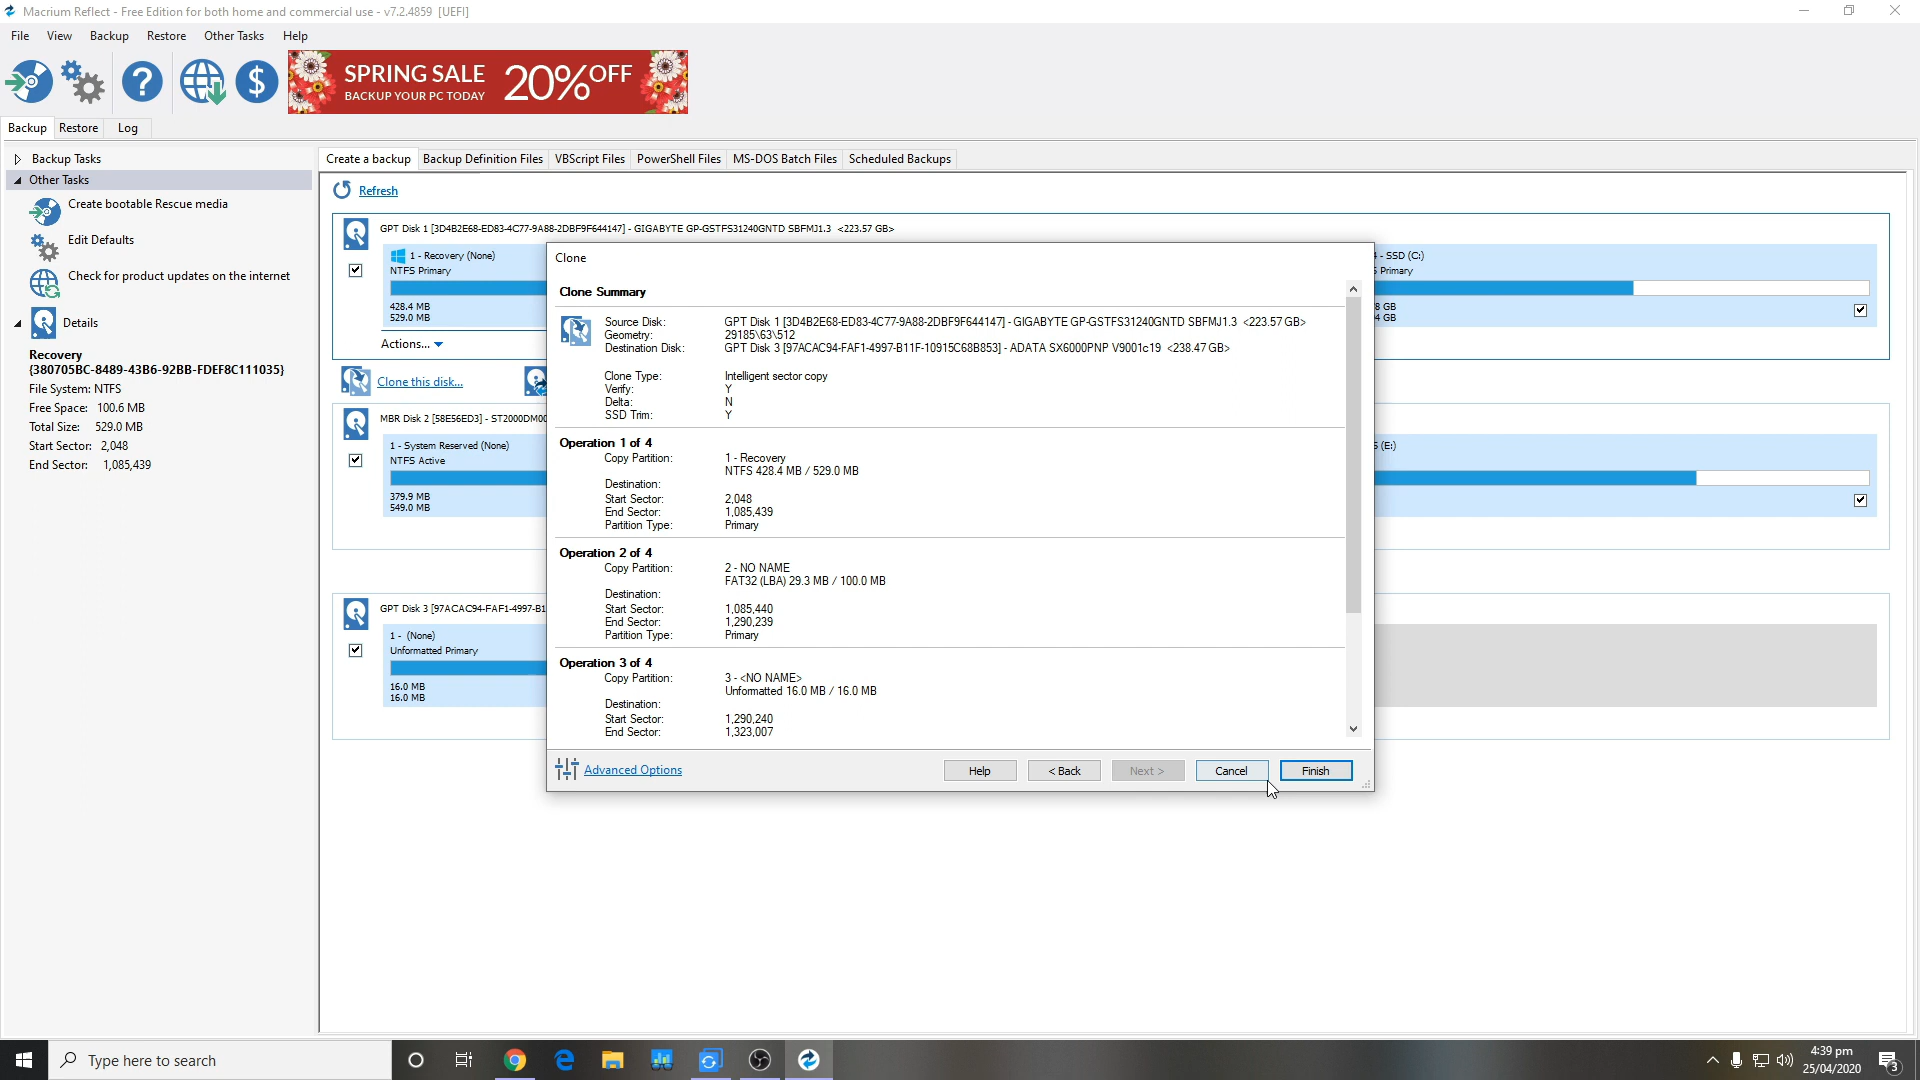 Macrium Reflect - Free Edition for both home and commercial use - v7.2.4859 [UEFI]
File View Backup Restore Other Tasks Help
SPRING SALE 20% OFF
BACKUP YOUR PC TODAY
Backup Restore Log
Backup Tasks
Other Tasks
Create bootable Rescue media
Edit Defaults
Check for product updates on the internet
Details
Recovery
{380705BC-8489-43B6-92BB-FDEF8C111035}
File System: NTFS
Free Space: 100.6 MB
Total Size: 529.0 MB
Start Sector: 2,048
End Sector: 1,085,439
Create a backup Backup Definition Files VBScript Files PowerShell Files MS-DOS Batch Files Scheduled Backups
Refresh
GPT Disk 1 [3D4B2E68-ED83-4C77-9A88-2DBF9F644147] - GIGABYTE GP-GSTFS31240GNTD SBFMJ1.3 <223.57 GB>
1 - Recovery (None)
NTFS Primary
428.4 MB
529.0 MB
- SSD (C:)
Primary
GB
GB
Actions...
Clone this disk...
MBR Disk 2 [58E56ED3] - ST2000DM00
1 - System Reserved (None)
NTFS Active
379.9 MB
549.0 MB
(E:)
GPT Disk 3 [97ACAC94-FAF1-4997-B1
1 - (None)
Unformatted Primary
16.0 MB
16.0 MB
Clone
Clone Summary
Source Disk: GPT Disk 1 [3D4B2E68-ED83-4C77-9A88-2DBF9F644147] - GIGABYTE GP-GSTFS31240GNTD SBFMJ1.3 <223.57 GB>
Geometry: 29185\63\512
Destination Disk: GPT Disk 3 [97ACAC94-FAF1-4997-B11F-10915C68B853] - ADATA SX6000PNP V9001c19 <238.47 GB>
Clone Type: Intelligent sector copy
Verify: Y
Delta: N
SSD Trim: Y
Operation 1 of 4
Copy Partition: 1 - Recovery
NTFS 428.4 MB / 529.0 MB
Destination:
Start Sector: 2,048
End Sector: 1,085,439
Partition Type: Primary
Operation 2 of 4
Copy Partition: 2 - NO NAME
FAT32 (LBA) 29.3 MB / 100.0 MB
Destination:
Start Sector: 1,085,440
End Sector: 1,290,239
Partition Type: Primary
Operation 3 of 4
Copy Partition: 3 - <NO NAME>
Unformatted 16.0 MB / 16.0 MB
Destination:
Start Sector: 1,290,240
End Sector: 1,323,007
Advanced Options Help < Back Next > Cancel Finish
Type here to search
4:39 pm
25/04/2020
3